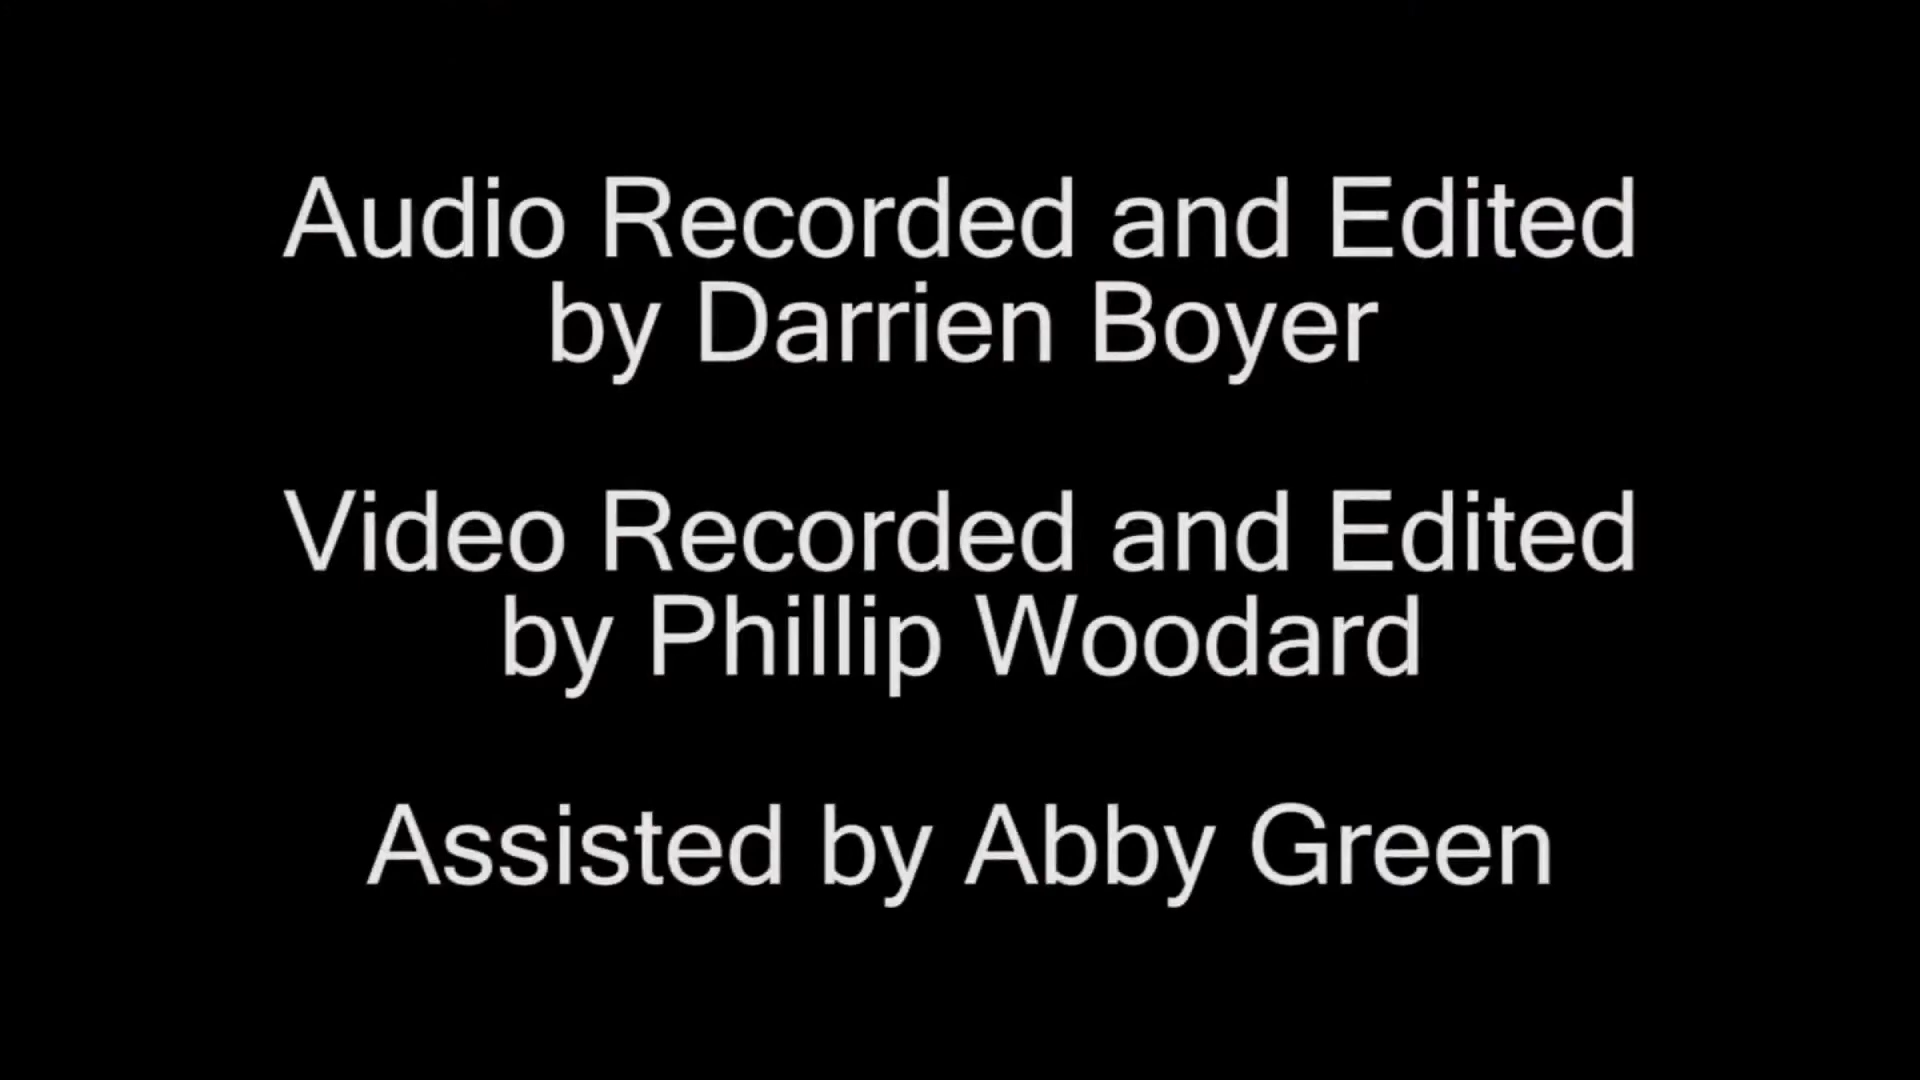 Audio Recorded and Edited
by Darrien Boyer
Video Recorded and Edited
by Phillip Woodard
Assisted by Abby Green